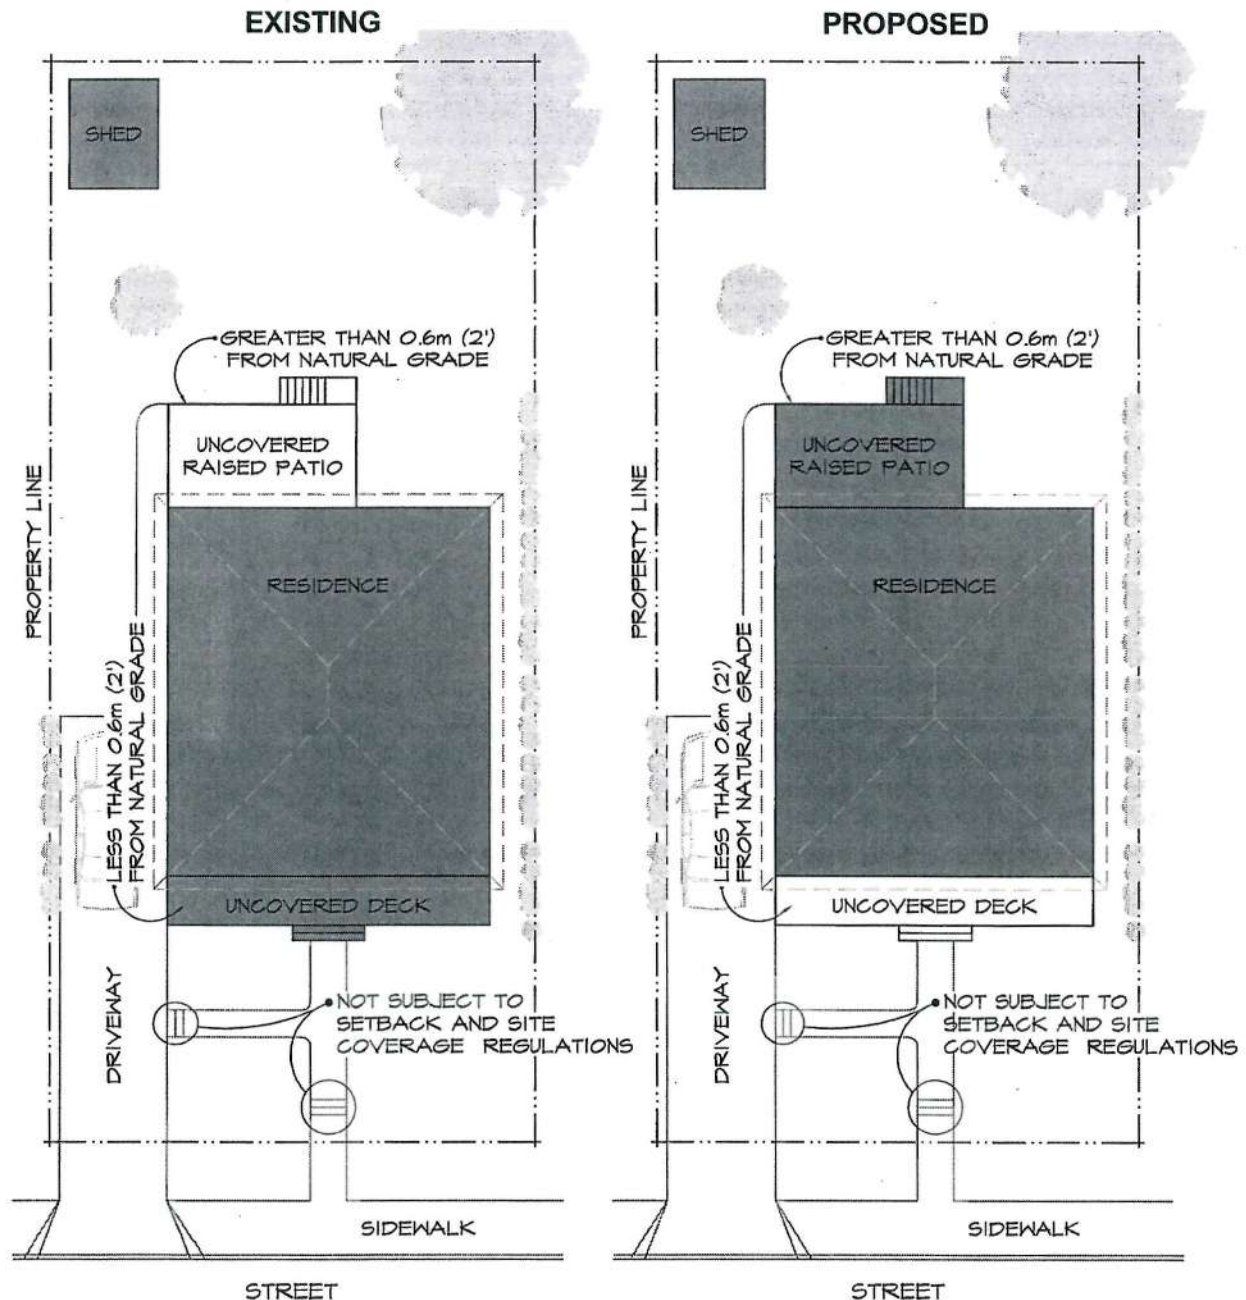 EXISTING
SHED
GREATER THAN 0.6m (2')
FROM NATURAL GRADE
UNCOVERED
RAISED PATIO
PROPERTY LINE
RESIDENCE
LESS THAN 0.6m (2')
FROM NATURAL GRADE
UNCOVERED DECK
DRIVEWAY
NOT SUBJECT TO
SETBACK AND SITE
COVERAGE REGULATIONS
SIDEWALK
STREET
PROPOSED
SHED
GREATER THAN 0.6m (2')
FROM NATURAL GRADE
UNCOVERED
RAISED PATIO
PROPERTY LINE
RESIDENCE
LESS THAN 0.6m (2')
FROM NATURAL GRADE
UNCOVERED DECK
DRIVEWAY
NOT SUBJECT TO
SETBACK AND SITE
COVERAGE REGULATIONS
SIDEWALK
STREET